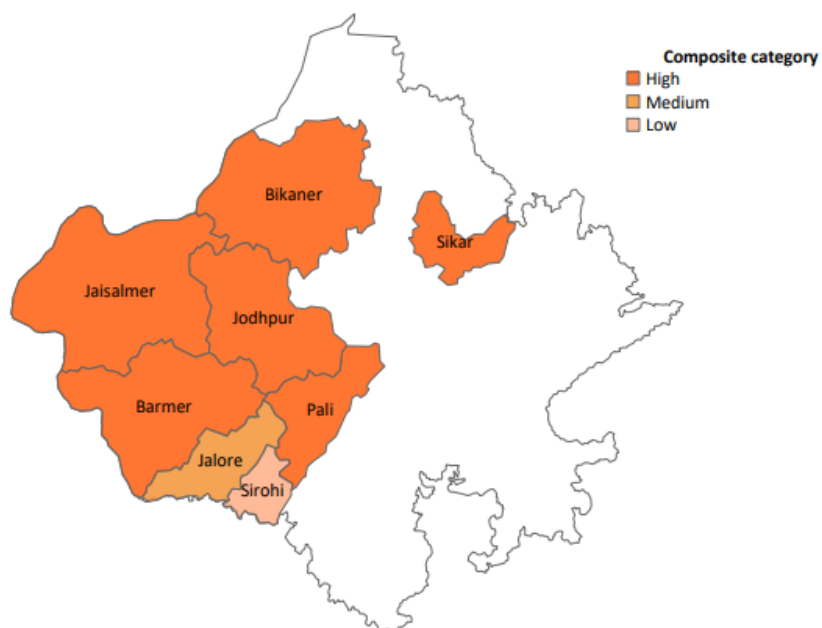 Composite category
High
Medium
Low
Bikaner
Sikar
Jaisalmer
Jodhpur
Barmer
Pali
Jalore
Sirohi